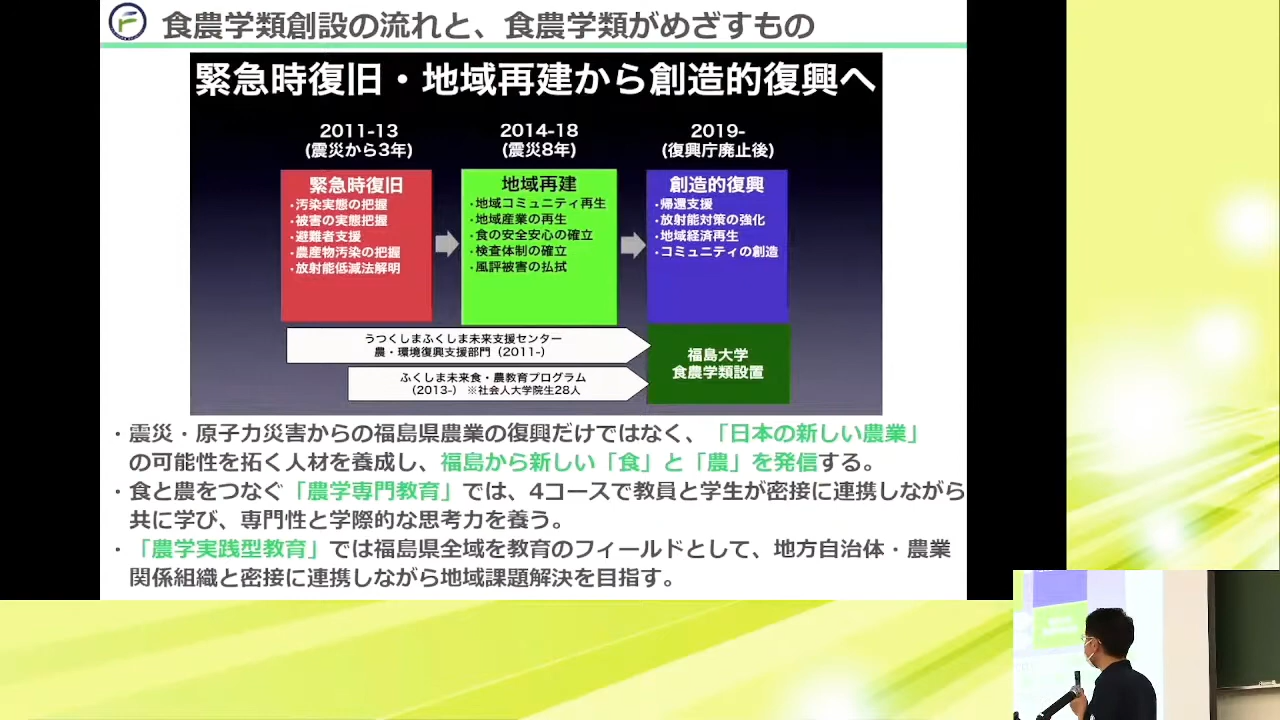 食農学類創設の流れと、食農学類がめざすもの
緊急時復旧・地域再建から創造的復興へ
2011-13
(震災から3年)
2014-18
(震災8年)
2019-
(復興庁廃止後)
緊急時復旧
・汚染実態の把握
・被害の実態把握
・避難者支援
・農産物汚染の把握
・放射能低減法解明
地域再建
・地域コミュニティ再生
・地域産業の再生
・食の安全安心の確立
・検査体制の確立
・風評被害の払拭
創造的復興
・帰還支援
・放射能対策の強化
・地域経済再生
・コミュニティの創造
うつくしまふくしま未来支援センター
農・環境復興支援部門（2011-）
ふくしま未来食・農教育プログラム
（2013-）※社会人大学院生28人
福島大学
食農学類設置
・震災・原子力災害からの福島県農業の復興だけではなく、「日本の新しい農業」
の可能性を拓く人材を養成し、福島から新しい「食」と「農」を発信する。
・食と農をつなぐ「農学専門教育」では、4コースで教員と学生が密接に連携しながら
共に学び、専門性と学際的な思考力を養う。
・「農学実践型教育」では福島県全域を教育のフィールドとして、地方自治体・農業
関係組織と密接に連携しながら地域課題解決を目指す。